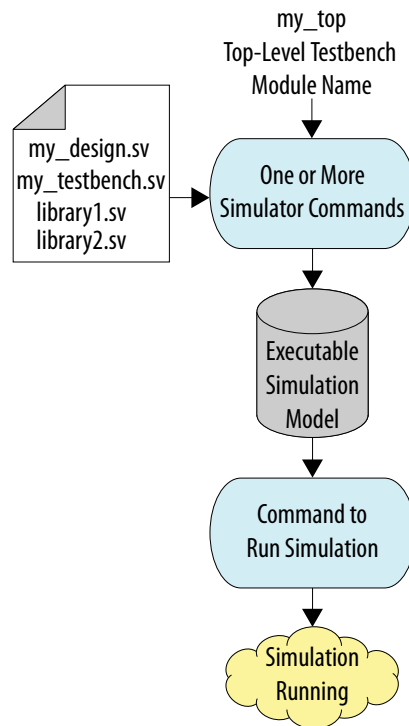 my_top
Top-Level Testbench
Module Name
my_design.sv
my_testbench.sv
library1.sv
library2.sv
One or More
Simulator Commands
Executable
Simulation
Model
Command to
Run Simulation
Simulation
Running